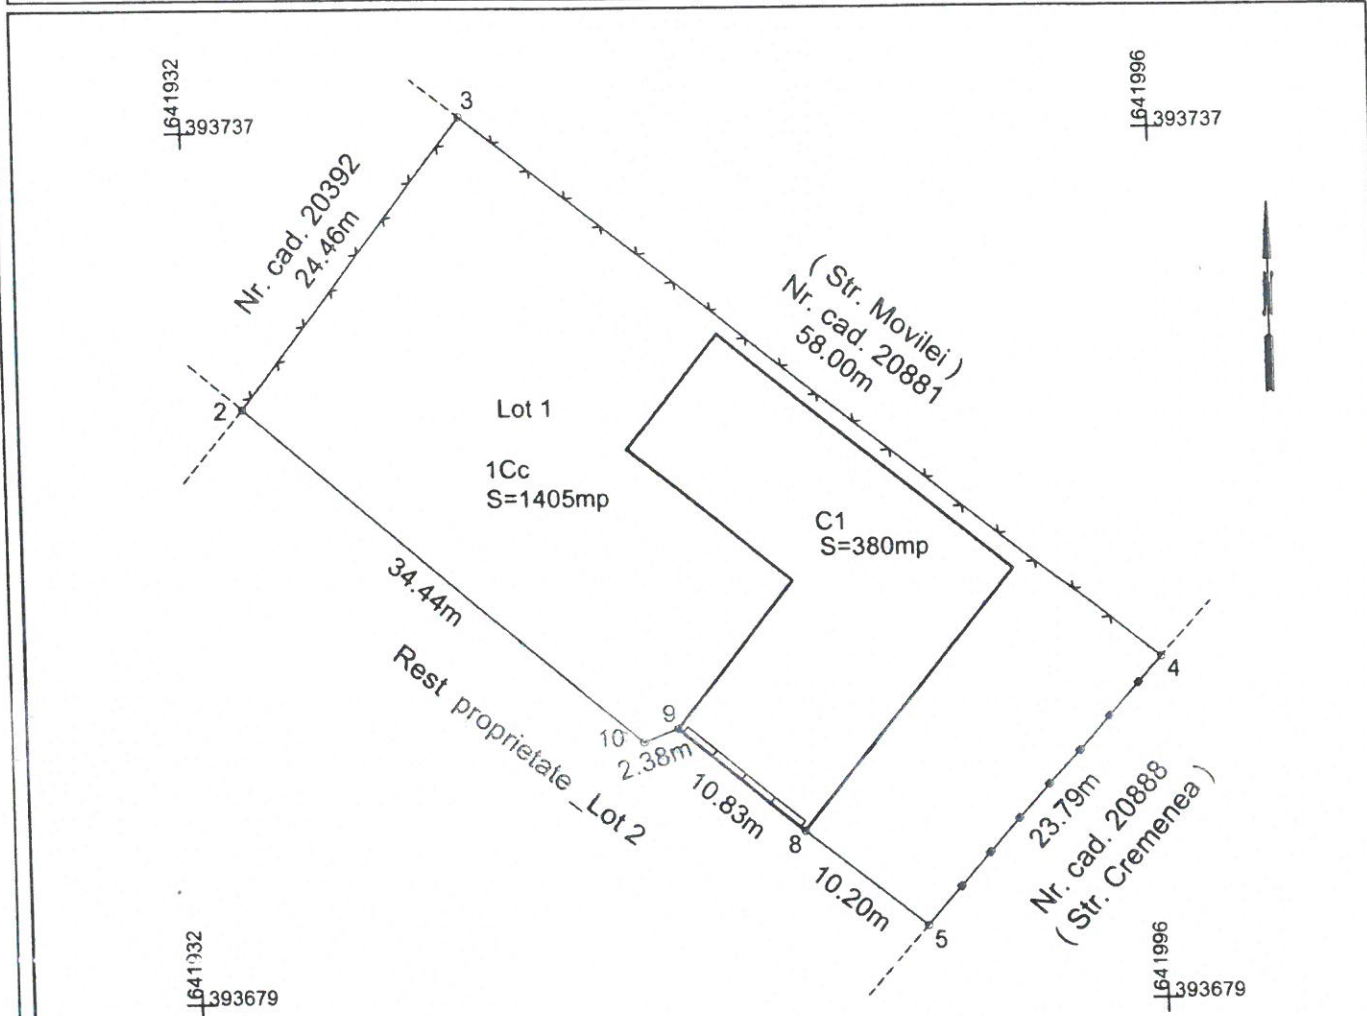 641932
393737
3
641996
393737
Nr. cad. 20392
24.46m
( Str. Movilei )
Nr. cad. 20881
58.00m
2
Lot 1
1Cc
S=1405mp
C1
S=380mp
34.44m
4
Rest proprietate_Lot 2
9
10
2.38m
10.83m
8
23.79m
Nr. cad. 20888
( Str. Cremenea )
10.20m
5
641932
393679
641996
393679